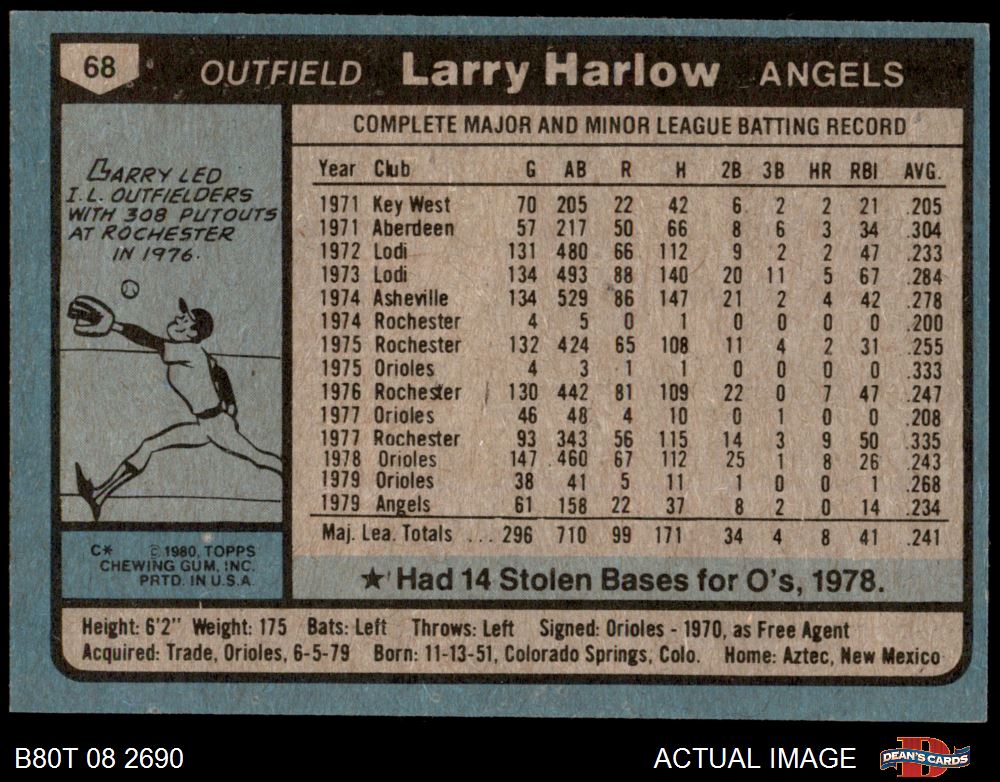 68 OUTFIELD Larry Harlow ANGELS
LARRY LED
I.L. OUTFIELDERS
WITH 308 PUTOUTS
AT ROCHESTER
IN 1976.
C* © 1980, TOPPS
CHEWING GUM, INC.
PRTD. IN U.S.A.
COMPLETE MAJOR AND MINOR LEAGUE BATTING RECORD
Year Club G AB R H 2B 3B HR RBI AVG.
1971 Key West 70 205 22 42 6 2 2 21 .205
1971 Aberdeen 57 217 50 66 8 6 3 34 .304
1972 Lodi 131 480 66 112 9 2 2 47 .233
1973 Lodi 134 493 88 140 20 11 5 67 .284
1974 Asheville 134 529 86 147 21 2 4 42 .278
1974 Rochester 4 5 0 1 0 0 0 0 .200
1975 Rochester 132 424 65 108 11 4 2 31 .255
1975 Orioles 4 3 1 1 0 0 0 0 .333
1976 Rochester 130 442 81 109 22 0 7 47 .247
1977 Orioles 46 48 4 10 0 1 0 0 .208
1977 Rochester 93 343 56 115 14 3 9 50 .335
1978 Orioles 147 460 67 112 25 1 8 26 .243
1979 Orioles 38 41 5 11 1 0 0 1 .268
1979 Angels 61 158 22 37 8 2 0 14 .234
Maj. Lea. Totals ... 296 710 99 171 34 4 8 41 .241
★ Had 14 Stolen Bases for O's, 1978.
Height: 6'2" Weight: 175 Bats: Left Throws: Left Signed: Orioles - 1970, as Free Agent
Acquired: Trade, Orioles, 6-5-79 Born: 11-13-51, Colorado Springs, Colo. Home: Aztec, New Mexico
B80T 08 2690 ACTUAL IMAGE DEAN'S CARDS